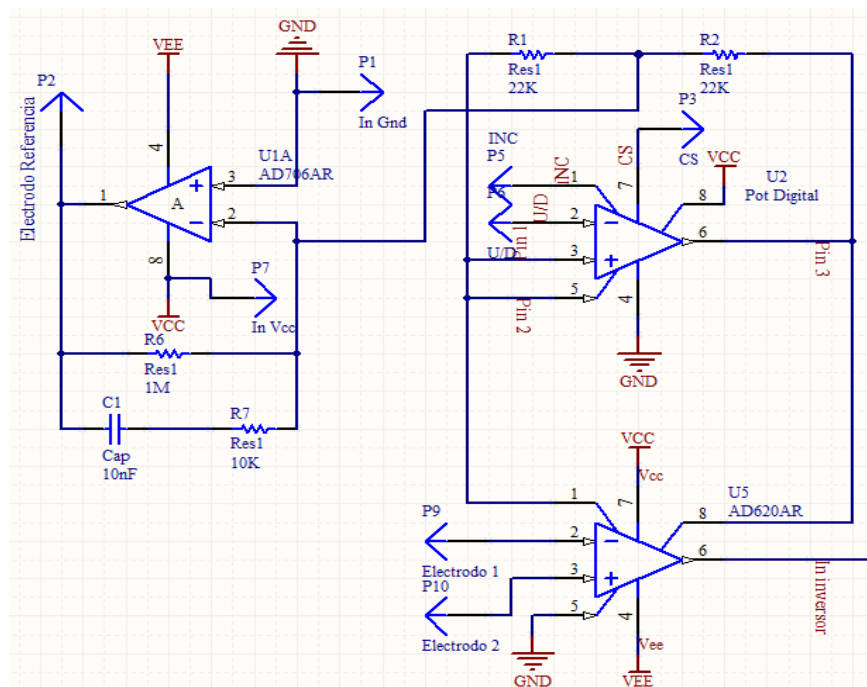 GND
VEE
P2
P1
In Gnd
Electrodo Referencia
4
U1A
AD706AR
3
1
A
2
8
P7
VCC
In Vcc
R6
Res1
1M
C1
Cap
10nF
R7
Res1
10K
R1
Res1
22K
R2
Res1
22K
P3
CS
CS
7
INC
P5
INC
1
P6
U/D
2
U/D
Pin 1
3
Pin 2
5
4
GND
VCC
8
U2
Pot Digital
6
Pin 3
VCC
Vcc
7
1
U5
AD620AR
8
P9
2
Electrodo 1
3
P10
Electrodo 2
5
GND
6
In inversor
4
Vee
VEE